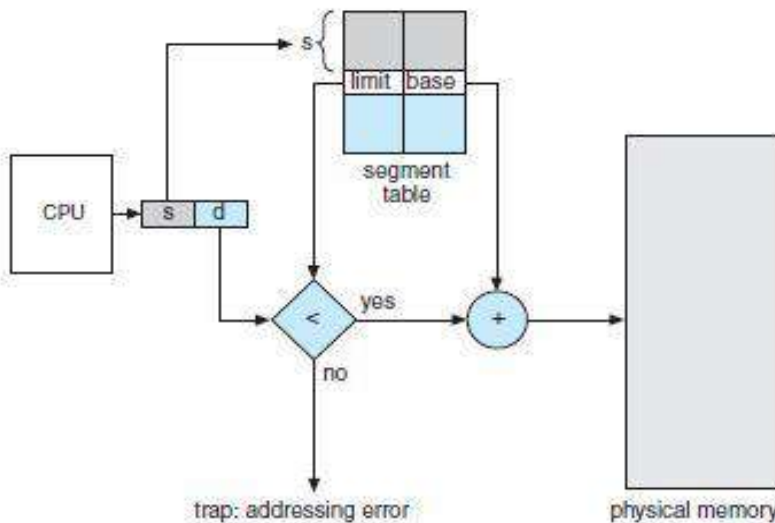 s
limit base
segment
table
CPU
s d
<
yes
+
no
trap: addressing error
physical memory